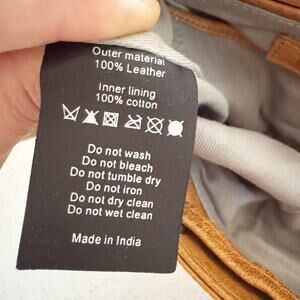 Outer material
100% Leather
Inner lining
100% cotton
Do not wash
Do not bleach
Do not tumble dry
Do not iron
Do not dry clean
Do not wet clean
Made in India